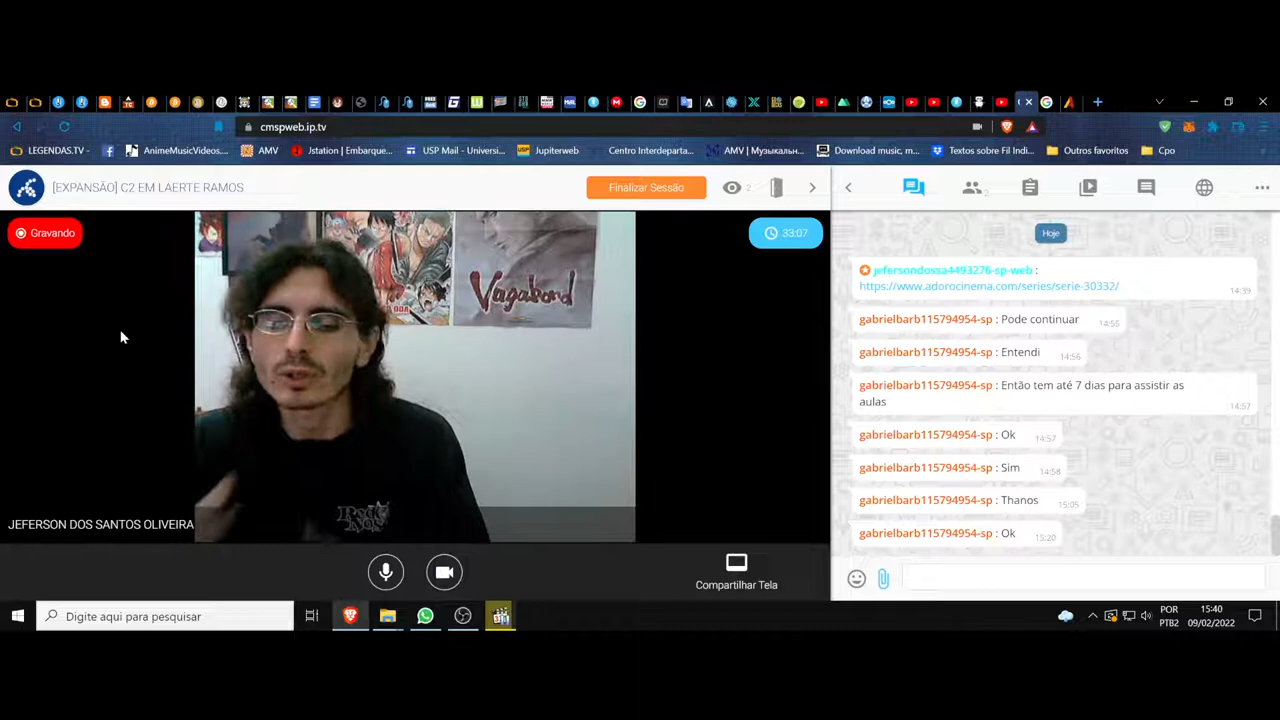 cmspweb.ip.tv
LEGENDAS.TV -
AnimeMusicVideos...
AMV
Jstation | Embarque...
USP Mail - Universi...
Jupiterweb
Centro Interdeparta...
AMV | Музыкальн...
Download music, m...
Textos sobre Fil Indi...
Outros favoritos
Cpo
[EXPANSÃO] C2 EM LAERTE RAMOS
Finalizar Sessão
2
Gravando
33:07
Vagabond
JEFERSON DOS SANTOS OLIVEIRA
Compartilhar Tela
Hoje
jefersondossa4493276-sp-web :
https://www.adorocinema.com/series/serie-30332/
14:39
gabrielbarb115794954-sp : Pode continuar
14:55
gabrielbarb115794954-sp : Entendi
14:56
gabrielbarb115794954-sp : Então tem até 7 dias para assistir as
aulas
14:57
gabrielbarb115794954-sp : Ok
14:57
gabrielbarb115794954-sp : Sim
14:58
gabrielbarb115794954-sp : Thanos
15:05
gabrielbarb115794954-sp : Ok
15:20
Digite aqui para pesquisar
POR
PTB2
15:40
09/02/2022